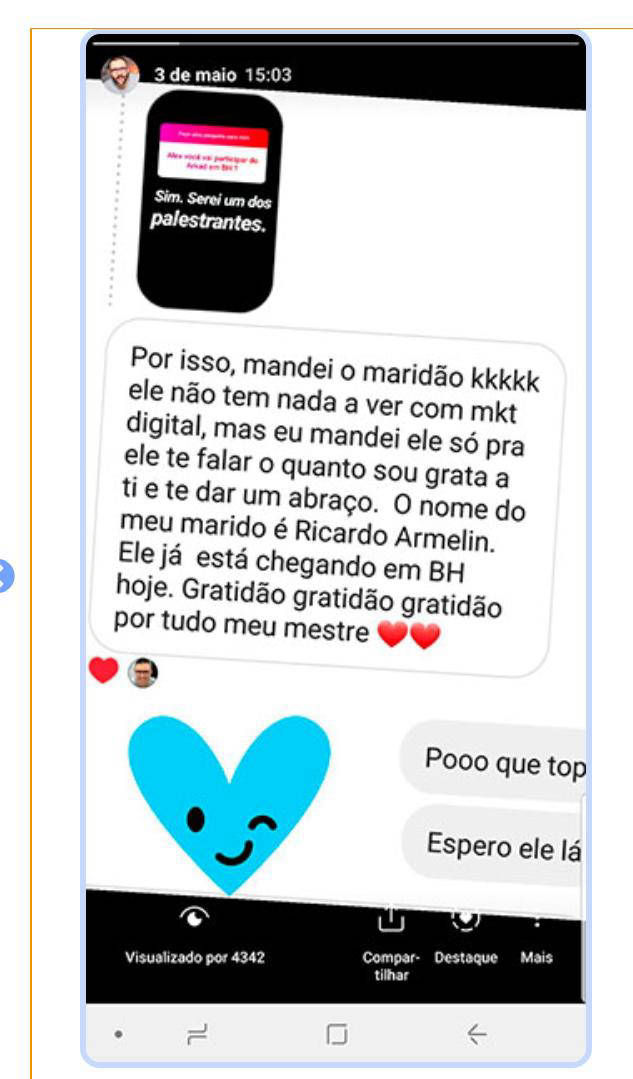 3 de maio 15:03
Faça uma pergunta para mim
Alex você vai participar do
Arkad em BH?
Sim. Serei um dos
palestrantes.
Por isso, mandei o maridão kkkkk
ele não tem nada a ver com mkt
digital, mas eu mandei ele só pra
ele te falar o quanto sou grata a
ti e te dar um abraço. O nome do
meu marido é Ricardo Armelin.
Ele já está chegando em BH
hoje. Gratidão gratidão gratidão
por tudo meu mestre ❤️❤️
Pooo que top
Espero ele lá
Visualizado por 4342
Compar-
tilhar
Destaque
Mais